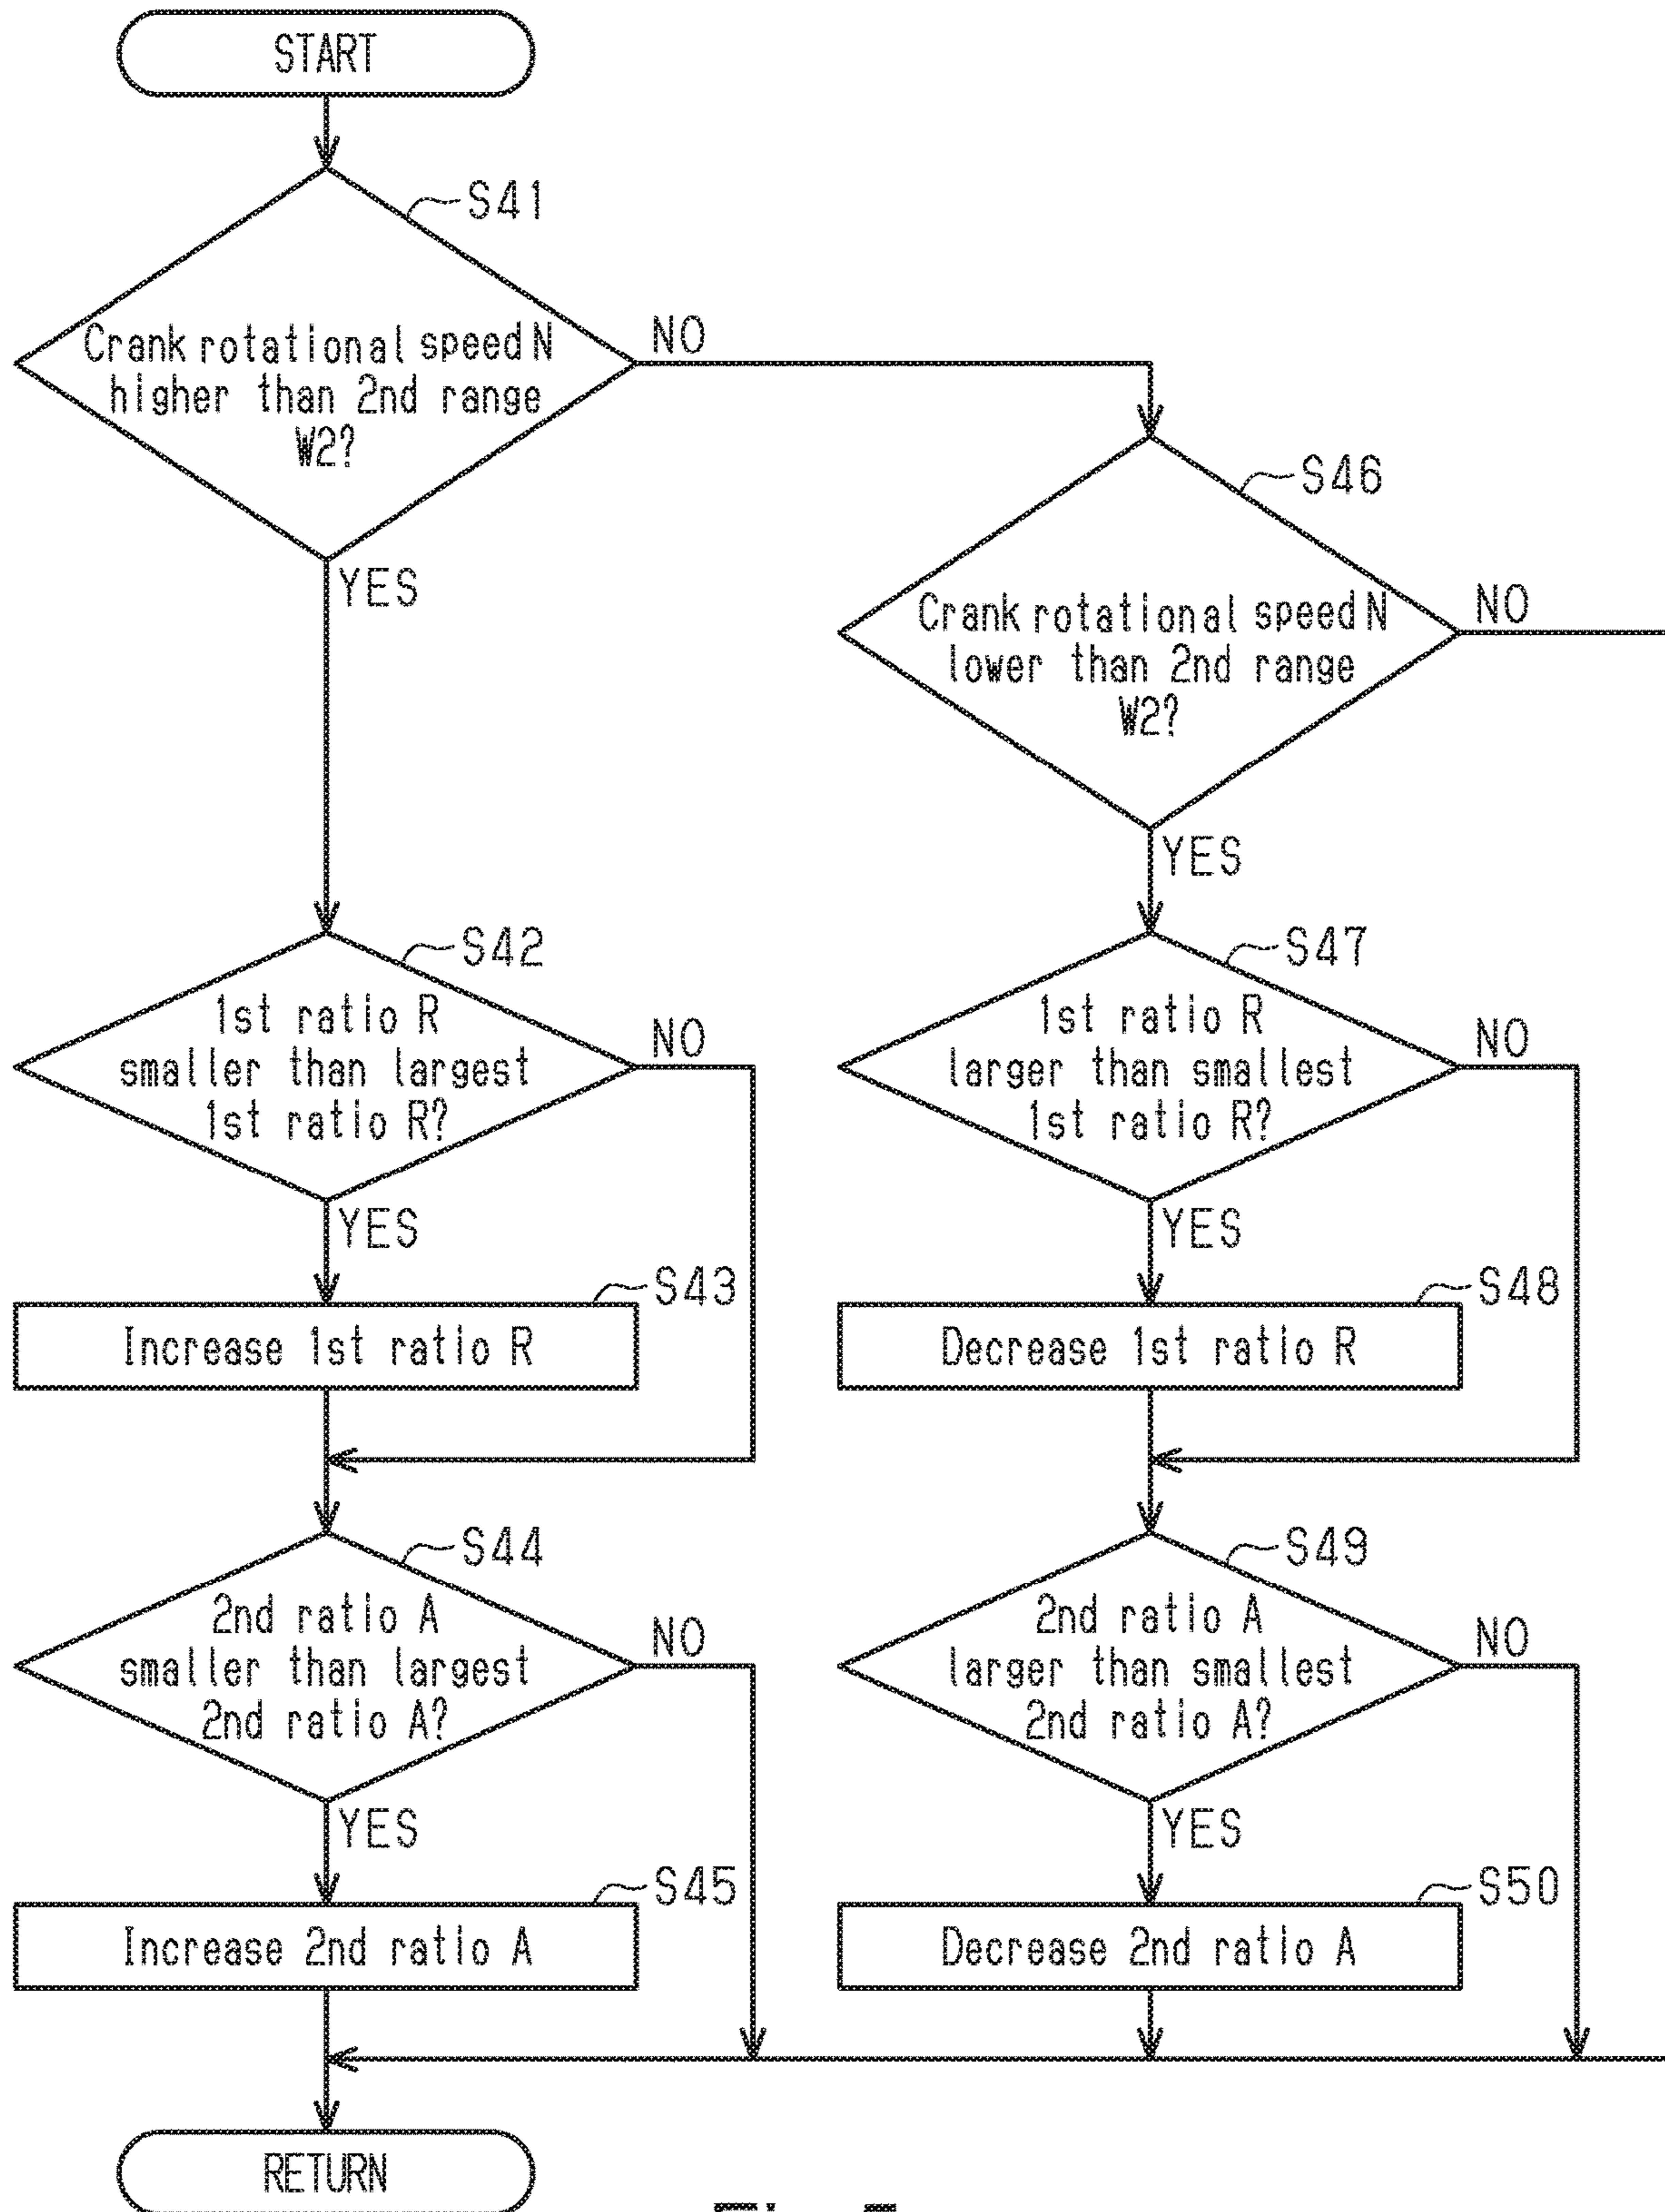 START
S41
Crank rotational speed N
higher than 2nd range
W2?
NO
YES
S46
Crank rotational speed N
lower than 2nd range
W2?
NO
YES
S42
1st ratio R
smaller than largest
1st ratio R?
NO
YES
S43
Increase 1st ratio R
S47
1st ratio R
larger than smallest
1st ratio R?
NO
YES
S48
Decrease 1st ratio R
S44
2nd ratio A
smaller than largest
2nd ratio A?
NO
YES
S45
Increase 2nd ratio A
S49
2nd ratio A
larger than smallest
2nd ratio A?
NO
YES
S50
Decrease 2nd ratio A
RETURN